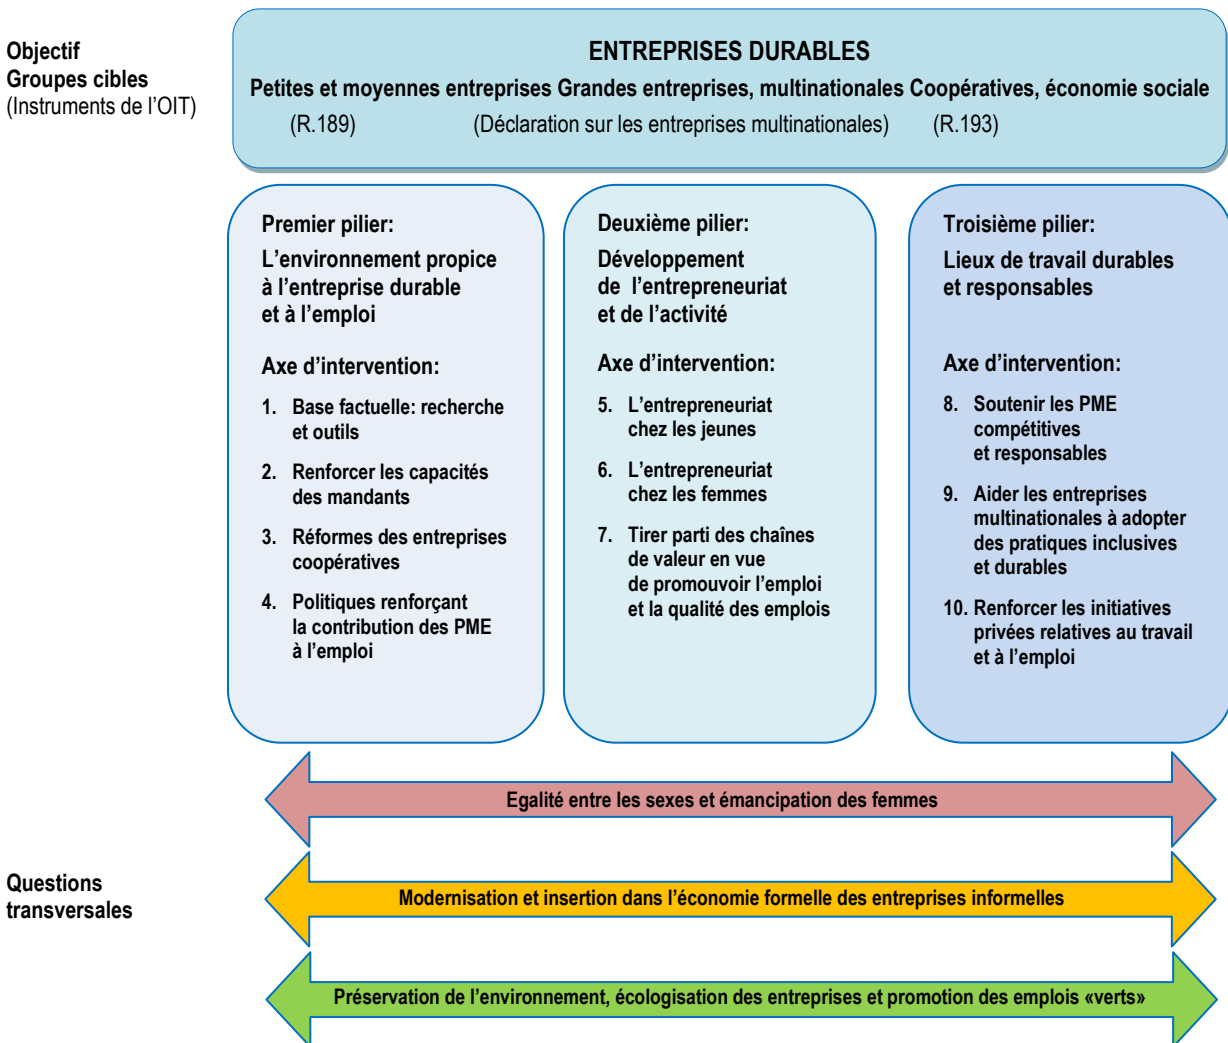 Objectif
Groupes cibles
(Instruments de l'OIT)
ENTREPRISES DURABLES
Petites et moyennes entreprises Grandes entreprises, multinationales Coopératives, économie sociale
(R.189) (Déclaration sur les entreprises multinationales) (R.193)
Premier pilier:
L'environnement propice
à l'entreprise durable
et à l'emploi
Axe d'intervention:
1. Base factuelle: recherche
et outils
2. Renforcer les capacités
des mandants
3. Réformes des entreprises
coopératives
4. Politiques renforçant
la contribution des PME
à l'emploi
Deuxième pilier:
Développement
de l'entrepreneuriat
et de l'activité
Axe d'intervention:
5. L'entrepreneuriat
chez les jeunes
6. L'entrepreneuriat
chez les femmes
7. Tirer parti des chaînes
de valeur en vue
de promouvoir l'emploi
et la qualité des emplois
Troisième pilier:
Lieux de travail durables
et responsables
Axe d'intervention:
8. Soutenir les PME
compétitives
et responsables
9. Aider les entreprises
multinationales à adopter
des pratiques inclusives
et durables
10. Renforcer les initiatives
privées relatives au travail
et à l'emploi
Egalité entre les sexes et émancipation des femmes
Questions
transversales
Modernisation et insertion dans l'économie formelle des entreprises informelles
Préservation de l'environnement, écologisation des entreprises et promotion des emplois «verts»